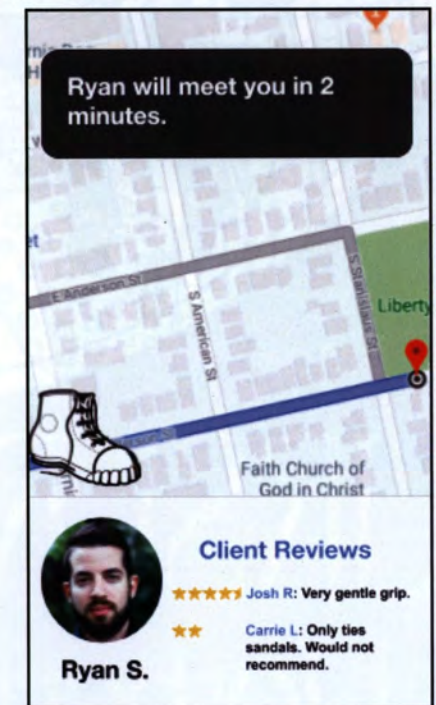 Ryan will meet you in 2
minutes.
E Anderson St
S American St
S Stanislaus St
Liberty
Faith Church of
God in Christ
Client Reviews
Josh R: Very gentle grip.
Carrie L: Only ties
sandals. Would not
recommend.
Ryan S.